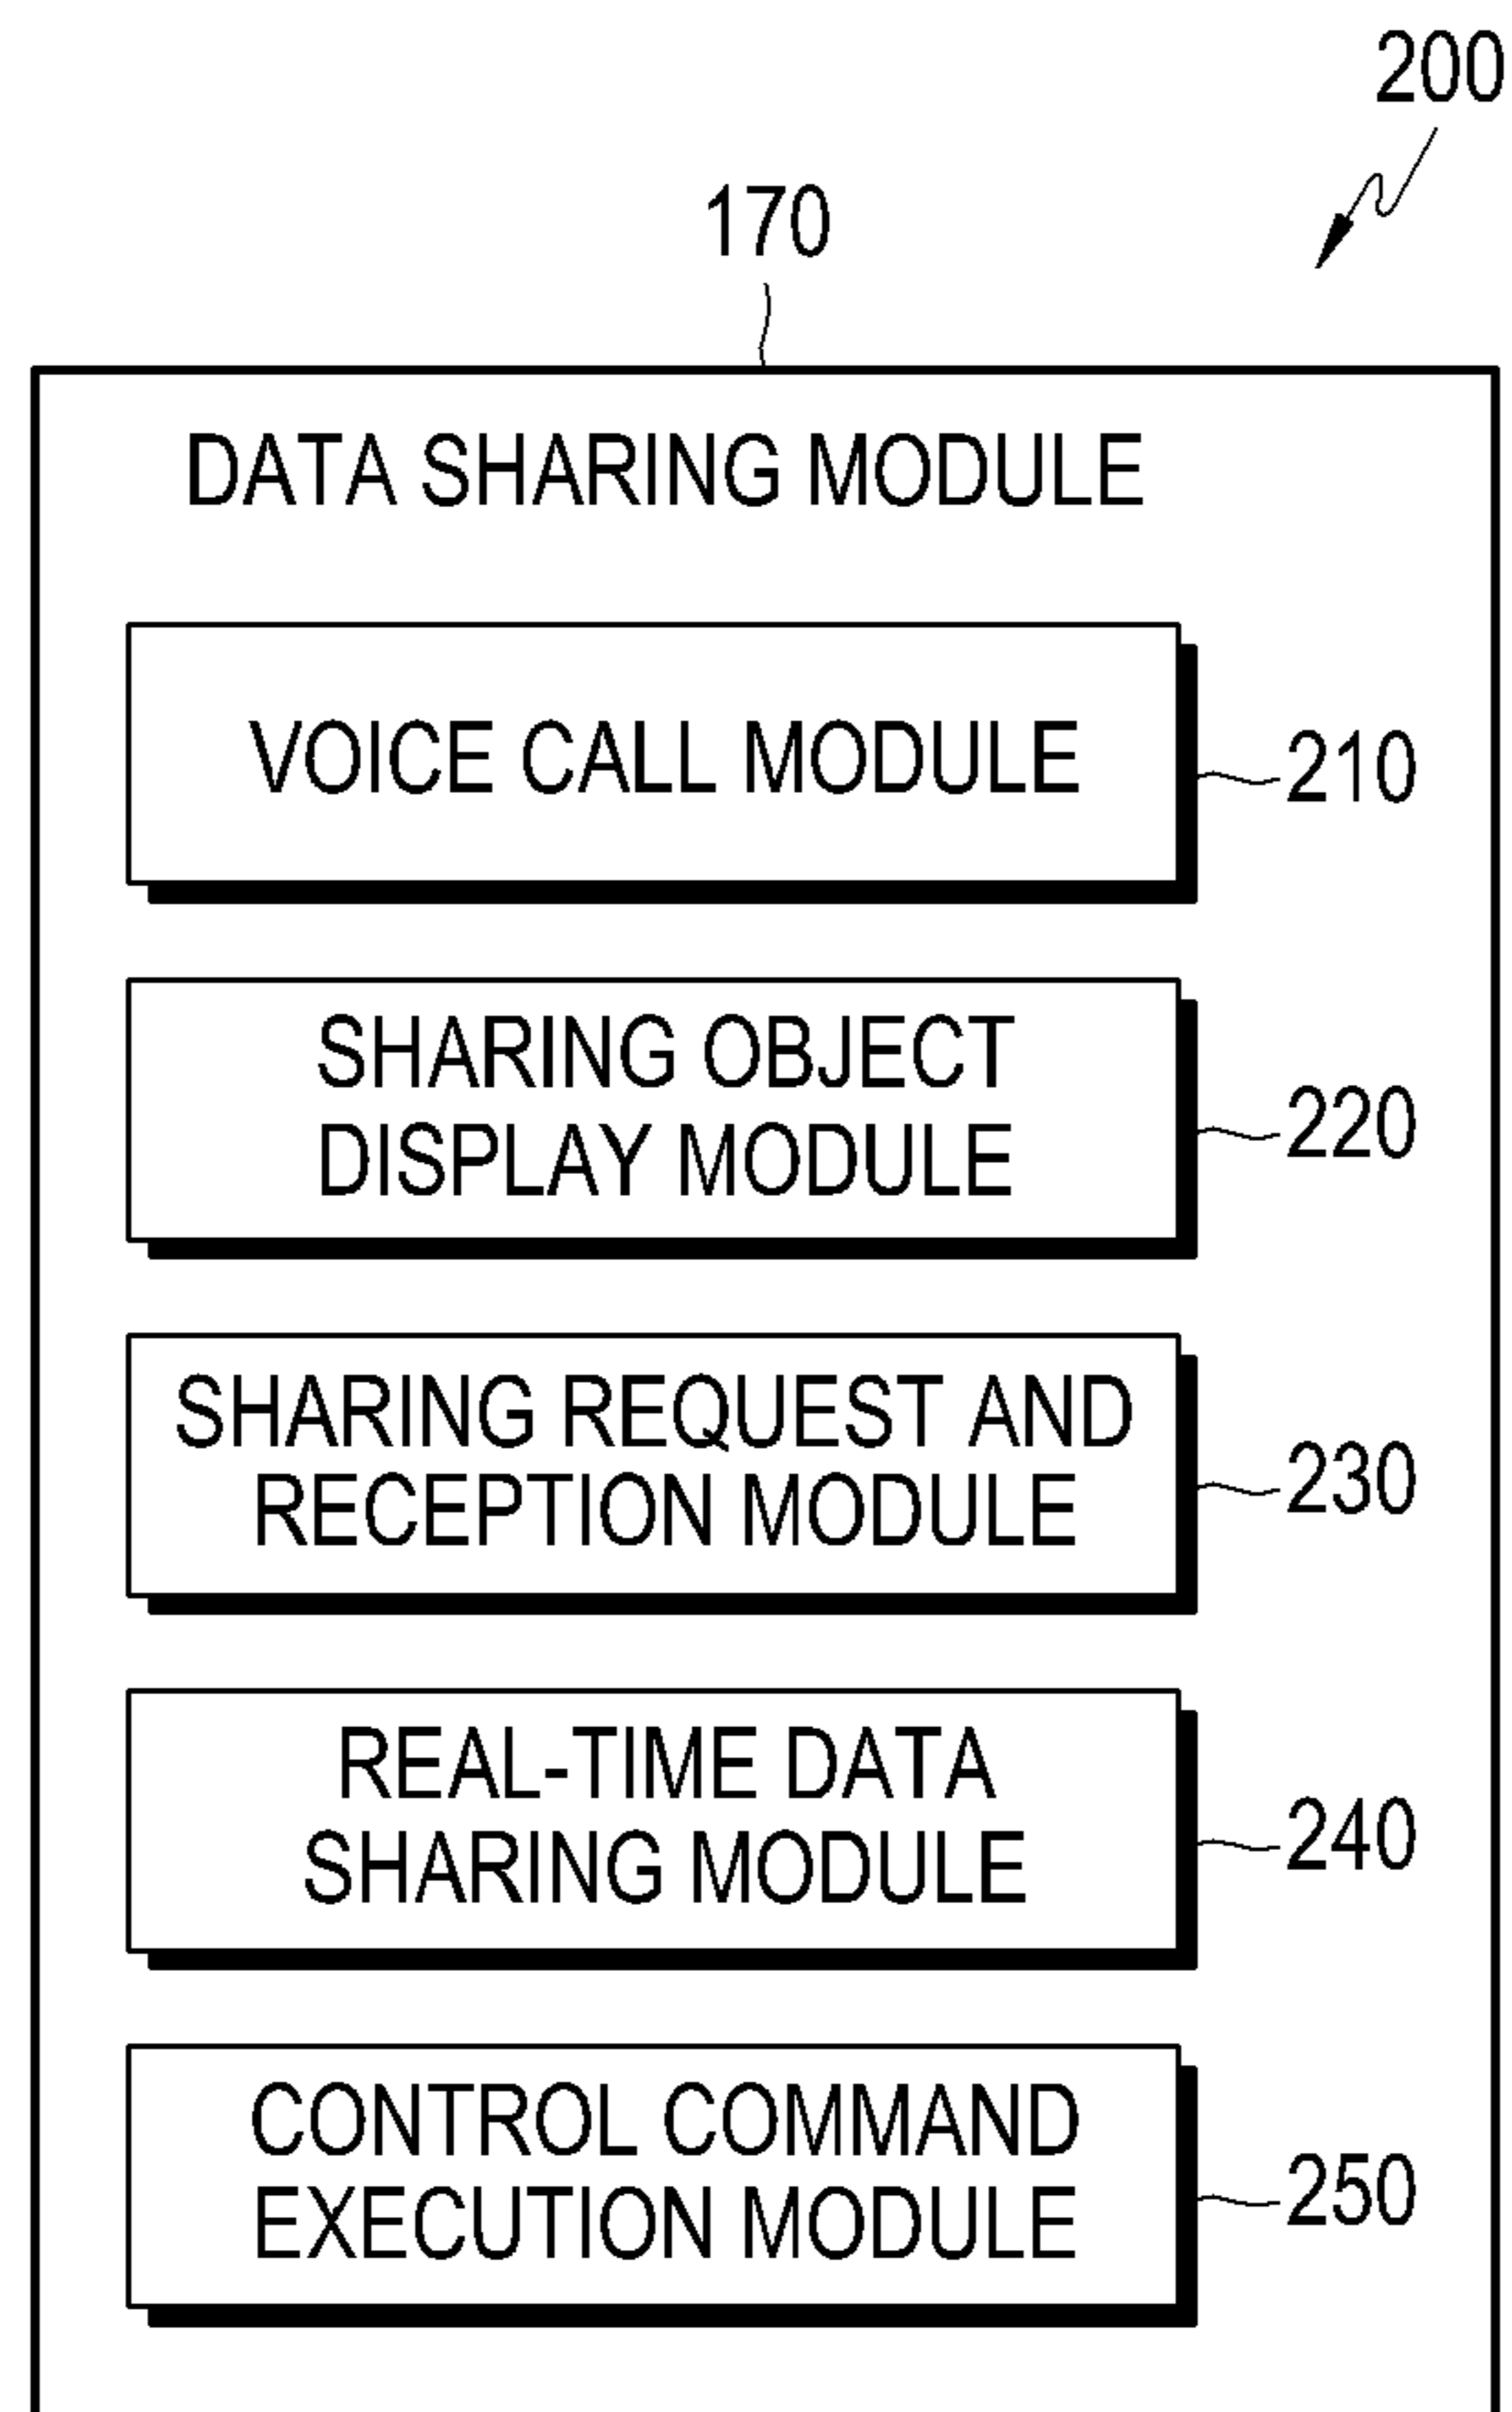 200
170
DATA SHARING MODULE
VOICE CALL MODULE
210
SHARING OBJECT
DISPLAY MODULE
220
SHARING REQUEST AND
RECEPTION MODULE
230
REAL-TIME DATA
SHARING MODULE
240
CONTROL COMMAND
EXECUTION MODULE
250